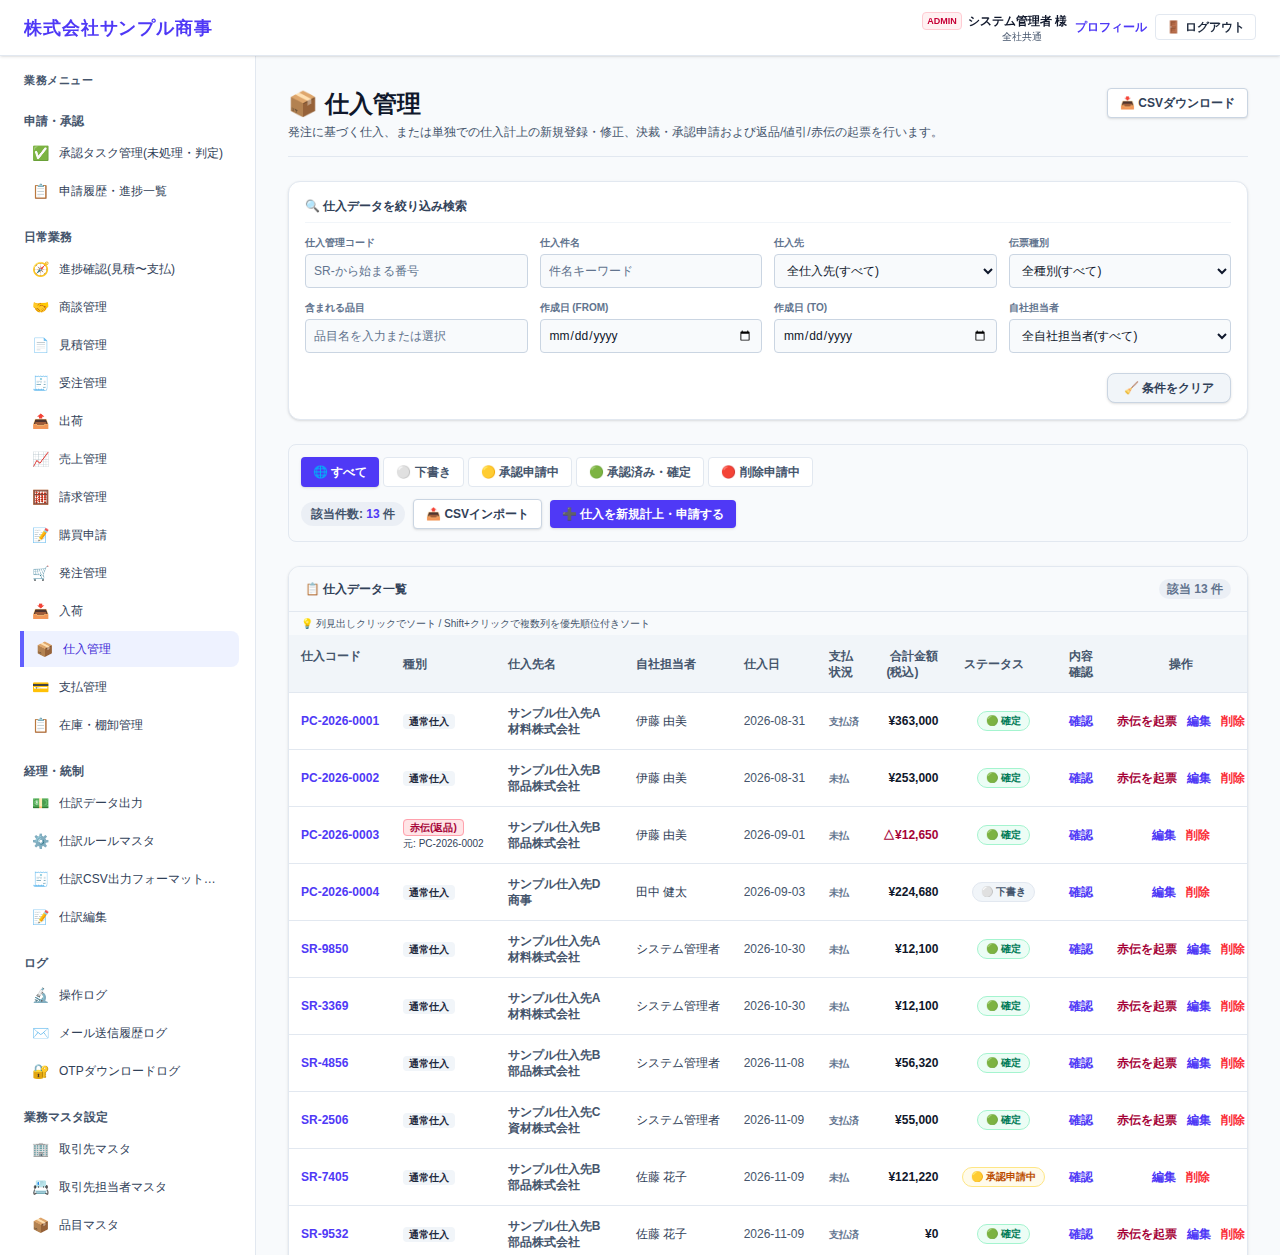 株式会社サンプル商事
ADMIN システム管理者 様
全社共通
プロフィール
ログアウト
業務メニュー
申請・承認
承認タスク管理(未処理・判定)
申請履歴・進捗一覧
日常業務
進捗確認(見積〜支払)
商談管理
見積管理
受注管理
出荷
売上管理
請求管理
購買申請
発注管理
入荷
仕入管理
支払管理
在庫・棚卸管理
経理・統制
仕訳データ出力
仕訳ルールマスタ
仕訳CSV出力フォーマット…
仕訳編集
ログ
操作ログ
メール送信履歴ログ
OTPダウンロードログ
業務マスタ設定
取引先マスタ
取引先担当者マスタ
品目マスタ
仕入管理
CSVダウンロード
発注に基づく仕入、または単独での仕入計上の新規登録・修正、決裁・承認申請および返品/値引/赤伝の起票を行います。
仕入データを絞り込み検索
仕入管理コード 仕入件名 仕入先 伝票種別
SR-から始まる番号 件名キーワード 全仕入先(すべて) 全種別(すべて)
含まれる品目 作成日 (FROM) 作成日 (TO) 自社担当者
品目名を入力または選択 mm/dd/yyyy mm/dd/yyyy 全自社担当者(すべて)
条件をクリア
すべて 下書き 承認申請中 承認済み・確定 削除申請中
該当件数: 13 件 CSVインポート 仕入を新規計上・申請する
仕入データ一覧 該当 13 件
列見出しクリックでソート / Shift+クリックで複数列を優先順位付きソート
仕入コード 種別 仕入先名 自社担当者 仕入日 支払状況 合計金額(税込) ステータス 内容確認 操作
PC-2026-0001 通常仕入 サンプル仕入先A材料株式会社 伊藤 由美 2026-08-31 支払済 ¥363,000 確定 確認 赤伝を起票 編集 削除
PC-2026-0002 通常仕入 サンプル仕入先B部品株式会社 伊藤 由美 2026-08-31 未払 ¥253,000 確定 確認 赤伝を起票 編集 削除
PC-2026-0003 赤伝(返品) 元: PC-2026-0002 サンプル仕入先B部品株式会社 伊藤 由美 2026-09-01 未払 △¥12,650 確定 確認 編集 削除
PC-2026-0004 通常仕入 サンプル仕入先D商事 田中 健太 2026-09-03 未払 ¥224,680 下書き 確認 編集 削除
SR-9850 通常仕入 サンプル仕入先A材料株式会社 システム管理者 2026-10-30 未払 ¥12,100 確定 確認 赤伝を起票 編集 削除
SR-3369 通常仕入 サンプル仕入先A材料株式会社 システム管理者 2026-10-30 未払 ¥12,100 確定 確認 赤伝を起票 編集 削除
SR-4856 通常仕入 サンプル仕入先B部品株式会社 システム管理者 2026-11-08 未払 ¥56,320 確定 確認 赤伝を起票 編集 削除
SR-2506 通常仕入 サンプル仕入先C資材株式会社 システム管理者 2026-11-09 支払済 ¥55,000 確定 確認 赤伝を起票 編集 削除
SR-7405 通常仕入 サンプル仕入先B部品株式会社 佐藤 花子 2026-11-09 未払 ¥121,220 承認申請中 確認 編集 削除
SR-9532 通常仕入 サンプル仕入先B部品株式会社 佐藤 花子 2026-11-09 支払済 ¥0 確定 確認 赤伝を起票 編集 削除